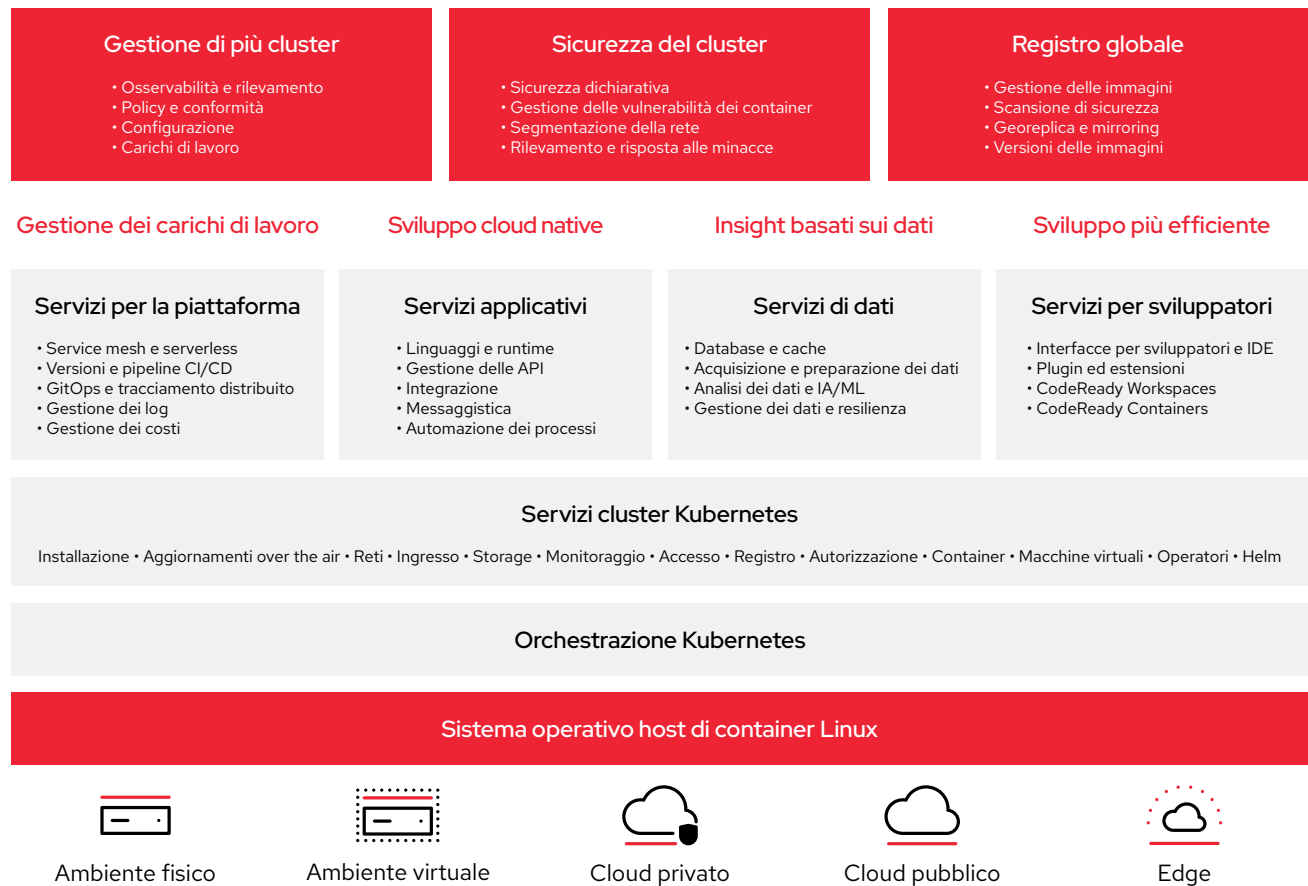 Gestione di più cluster
• Osservabilità e rilevamento
• Policy e conformità
• Configurazione
• Carichi di lavoro
Sicurezza del cluster
• Sicurezza dichiarativa
• Gestione delle vulnerabilità dei container
• Segmentazione della rete
• Rilevamento e risposta alle minacce
Registro globale
• Gestione delle immagini
• Scansione di sicurezza
• Georeplica e mirroring
• Versioni delle immagini
Gestione dei carichi di lavoro
Sviluppo cloud native
Insight basati sui dati
Sviluppo più efficiente
Servizi per la piattaforma
• Service mesh e serverless
• Versioni e pipeline CI/CD
• GitOps e tracciamento distribuito
• Gestione dei log
• Gestione dei costi
Servizi applicativi
• Linguaggi e runtime
• Gestione delle API
• Integrazione
• Messaggistica
• Automazione dei processi
Servizi di dati
• Database e cache
• Acquisizione e preparazione dei dati
• Analisi dei dati e IA/ML
• Gestione dei dati e resilienza
Servizi per sviluppatori
• Interfacce per sviluppatori e IDE
• Plugin ed estensioni
• CodeReady Workspaces
• CodeReady Containers
Servizi cluster Kubernetes
Installazione • Aggiornamenti over the air • Reti • Ingresso • Storage • Monitoraggio • Accesso • Registro • Autorizzazione • Container • Macchine virtuali • Operatori • Helm
Orchestrazione Kubernetes
Sistema operativo host di container Linux
Ambiente fisico
Ambiente virtuale
Cloud privato
Cloud pubblico
Edge